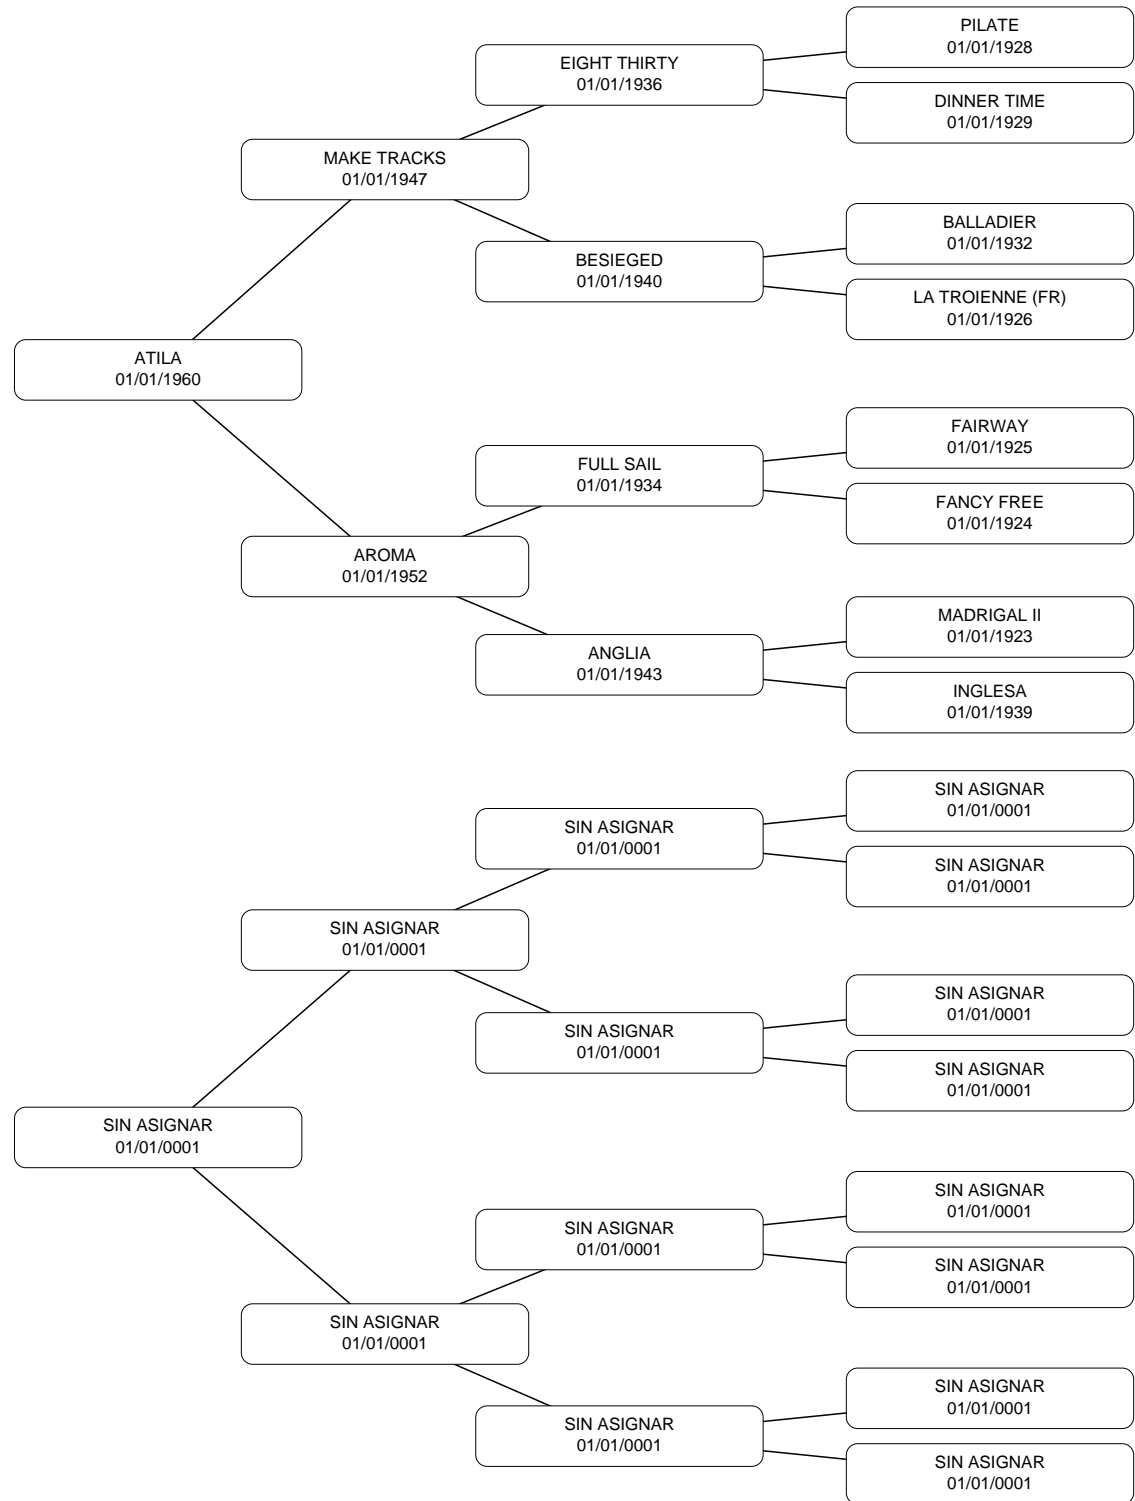 PILATE
01/01/1928
EIGHT THIRTY
01/01/1936
DINNER TIME
01/01/1929
MAKE TRACKS
01/01/1947
BALLADIER
01/01/1932
BESIEGED
01/01/1940
LA TROIENNE (FR)
01/01/1926
ATILA
01/01/1960
FAIRWAY
01/01/1925
FULL SAIL
01/01/1934
FANCY FREE
01/01/1924
AROMA
01/01/1952
MADRIGAL II
01/01/1923
ANGLIA
01/01/1943
INGLESA
01/01/1939
SIN ASIGNAR
01/01/0001
SIN ASIGNAR
01/01/0001
SIN ASIGNAR
01/01/0001
SIN ASIGNAR
01/01/0001
SIN ASIGNAR
01/01/0001
SIN ASIGNAR
01/01/0001
SIN ASIGNAR
01/01/0001
SIN ASIGNAR
01/01/0001
SIN ASIGNAR
01/01/0001
SIN ASIGNAR
01/01/0001
SIN ASIGNAR
01/01/0001
SIN ASIGNAR
01/01/0001
SIN ASIGNAR
01/01/0001
SIN ASIGNAR
01/01/0001
SIN ASIGNAR
01/01/0001